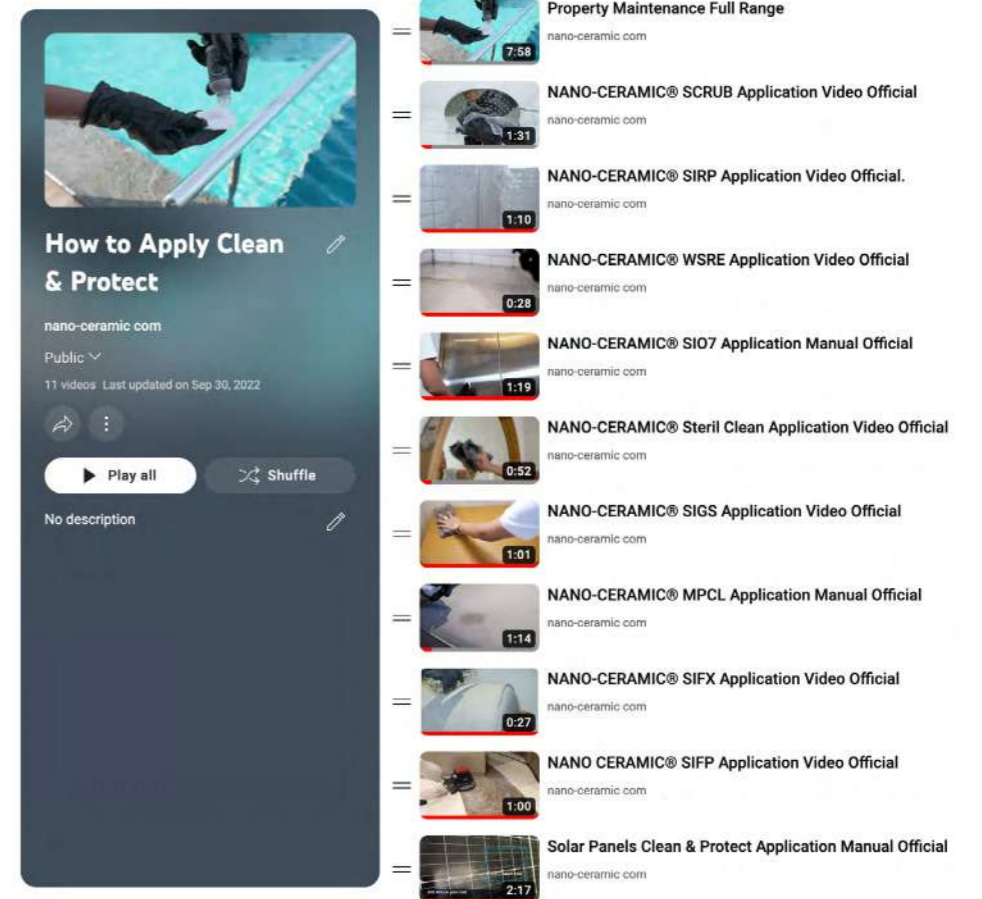 How to Apply Clean
& Protect
nano-ceramic com
Public
11 videos Last updated on Sep 30, 2022
Play all
Shuffle
No description
Property Maintenance Full Range
nano-ceramic com
7:58
NANO-CERAMIC® SCRUB Application Video Official
nano-ceramic com
1:31
NANO-CERAMIC® SIRP Application Video Official.
nano-ceramic com
1:10
NANO-CERAMIC® WSRE Application Video Official
nano-ceramic com
0:28
NANO-CERAMIC® SIO7 Application Manual Official
nano-ceramic com
1:19
NANO-CERAMIC® Steril Clean Application Video Official
nano-ceramic com
0:52
NANO-CERAMIC® SIGS Application Video Official
nano-ceramic com
1:01
NANO-CERAMIC® MPCL Application Manual Official
nano-ceramic com
1:14
NANO-CERAMIC® SIFX Application Video Official
nano-ceramic com
0:27
NANO CERAMIC® SIFP Application Video Official
nano-ceramic com
1:00
Solar Panels Clean & Protect Application Manual Official
nano-ceramic com
2:17